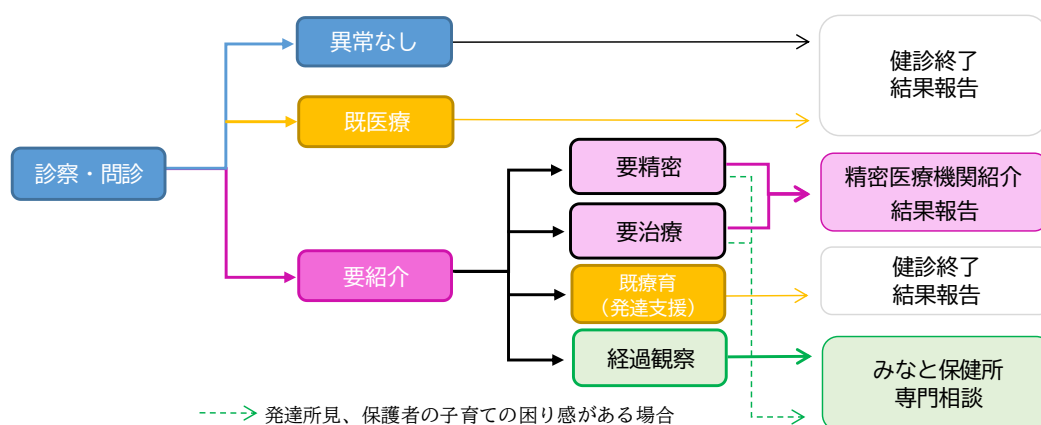 診察・問診
異常なし
既医療
要紹介
要精密
要治療
既療育
（発達支援）
経過観察
健診終了
結果報告
精密医療機関紹介
結果報告
健診終了
結果報告
みなと保健所
専門相談
発達所見、保護者の子育ての困り感がある場合